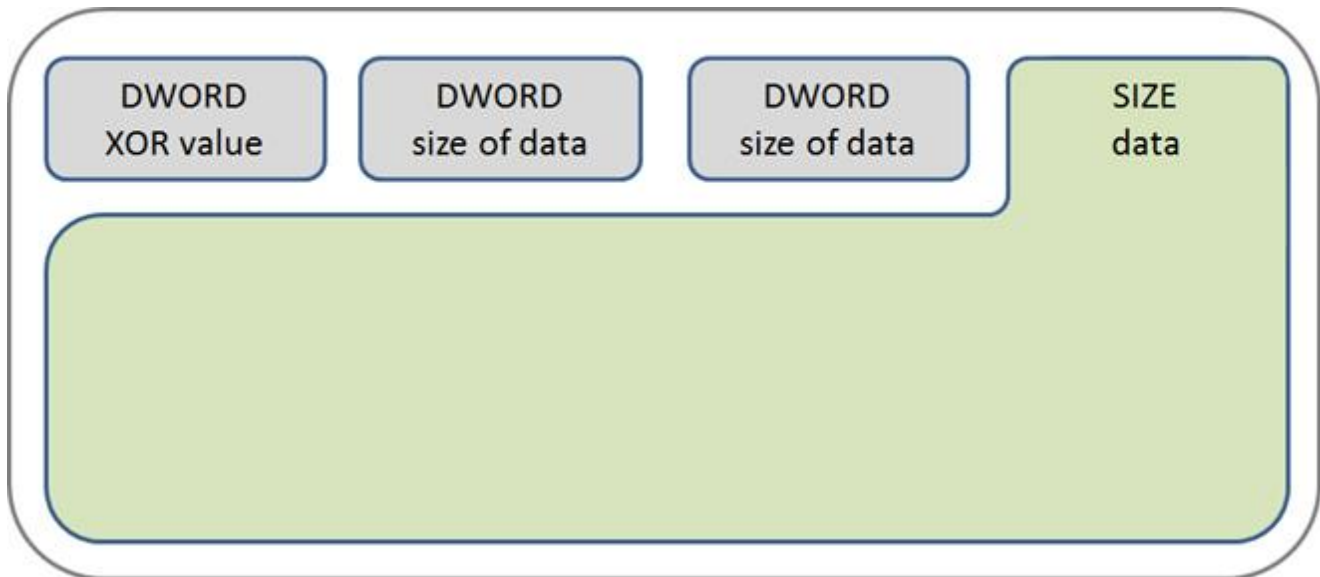 DWORD
XOR value
DWORD
size of data
DWORD
size of data
SIZE
data